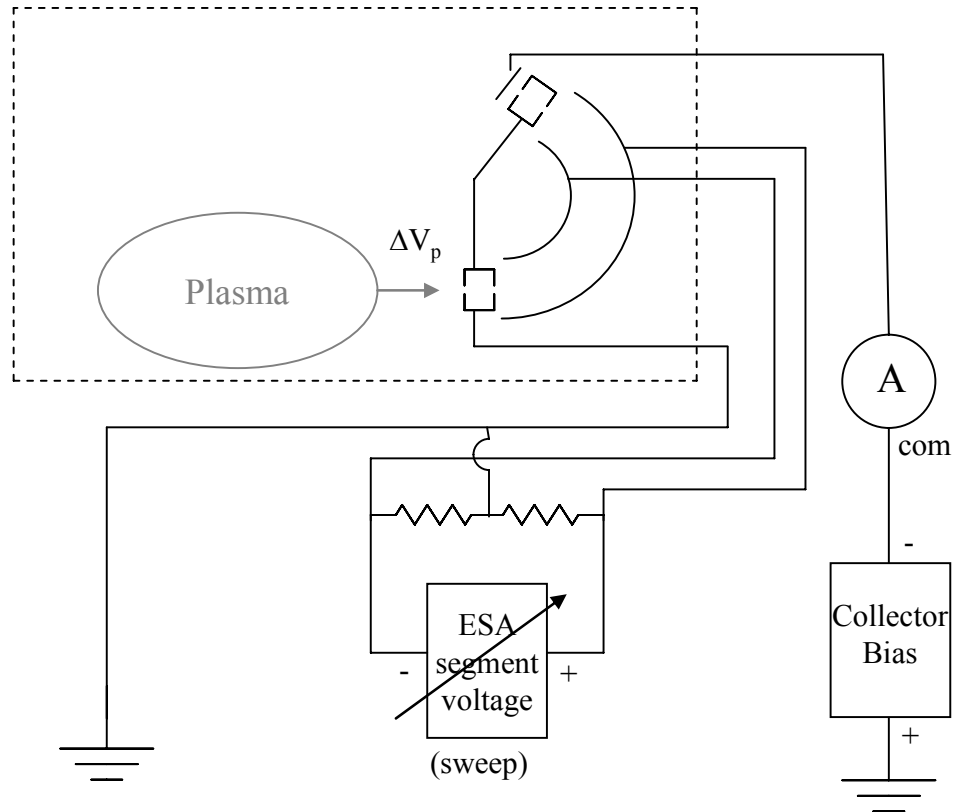 ΔVp
Plasma
A
com
-
Collector
Bias
+
ESA
segment
voltage
-
+
(sweep)